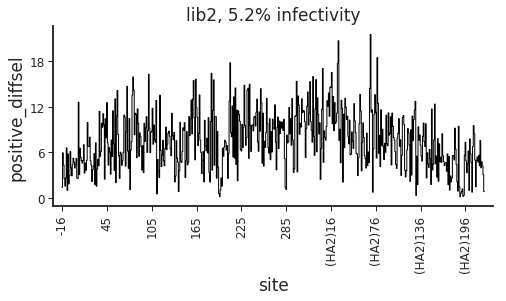 lib2, 5.2% infectivity
positive_diffsel
18
12
6
0
-16
45
105
165
225
285
(HA2)16
(HA2)76
(HA2)136
(HA2)196
site